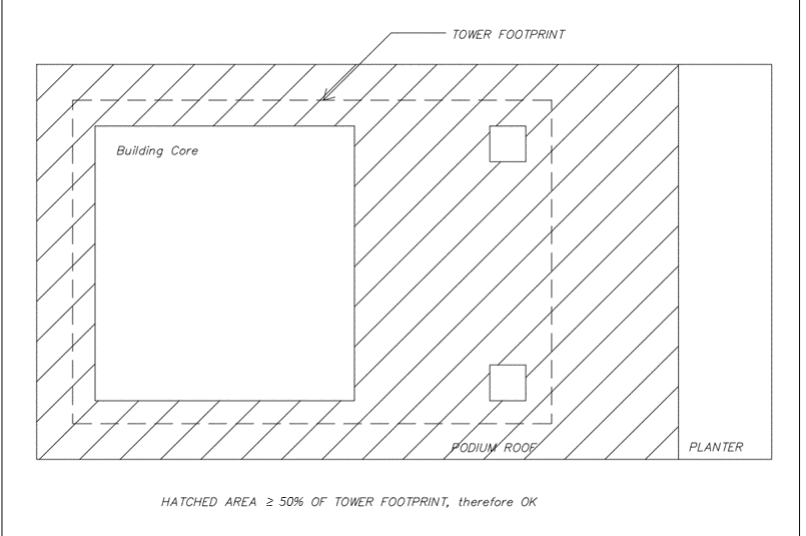 TOWER FOOTPRINT
Building Core
PODIUM ROOF
PLANTER
HATCHED AREA ≥ 50% OF TOWER FOOTPRINT, therefore OK